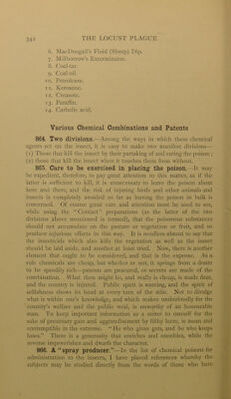 342 THE LOCUST PLAGUE
6. MacDougall's Fluid (Sheep) Dip.
7. Milborrow's Exterminator.
8. Coal-tar.
9. Coal-oil.
10. Petroleum.
11. Kerosene.
12. Creasote.
13. Paraffin.
14. Carbolic acid.
Various Chemical Combinations and Patents
864. Two divisions.—Among the ways in which these chemical
agents act on the insect, it is easy to make two manifest divisions—
(1) Those that kill the insect by their partaking of and eating the poison;
(2) those that kill the insect when it touches them from without.
865. Care to be exercised in placing the poison.—It may
be expedient, therefore, to pay great attention to this matter, as if the
latter is sufficient to kill, it is unnecessary to leave the poison about
here and there, and the risk of injuring birds and other animals and
insects is completely avoided so far as leaving the poison in bulk is
concerned. Of course great care and attention must be used to see,
while using the "Contact" preparations (as the latter of the two
divisions above mentioned is termed), that the poisonous substances
should not accumulate on the pasture or vegetation or fruit, and so
produce injurious effects in this way. It is needless almost to say that
the insecticide which also kills the vegetation as well as the insect
should be laid aside, and another at least tried. Now, there is another
element that ought to be considered, and that is the expense. As a
rule chemicals are cheap, but whether or not, it springs from a desire
to be speedily rich—patents are procured, or secrets are made of the
combination. What then might be, and really is cheap, is made dear,
and the country is injured. Public spirit is wanting, and the spirit of
selfishness shows its head at every turn of the tide. Not to divulge
what is within one's knowledge, and which makes undoubtedly for the
country's welfare and the public weal, is unworthy of an honourable
man. To keep important information as a secret to oneself for the
sake of pecuniary gain and aggrandisement by filthy lucre, is mean and
contemptible in the extreme. "He who gives gets, and he who keeps
loses." There is a generosity that enriches and ennobles, while the
reverse impoverishes and dwarfs the character.
866. A "spray producer."—In the list of chemical poisons for
administration to the insects, I have placed references whereby the
subjects may be studied directly from the words of those who have